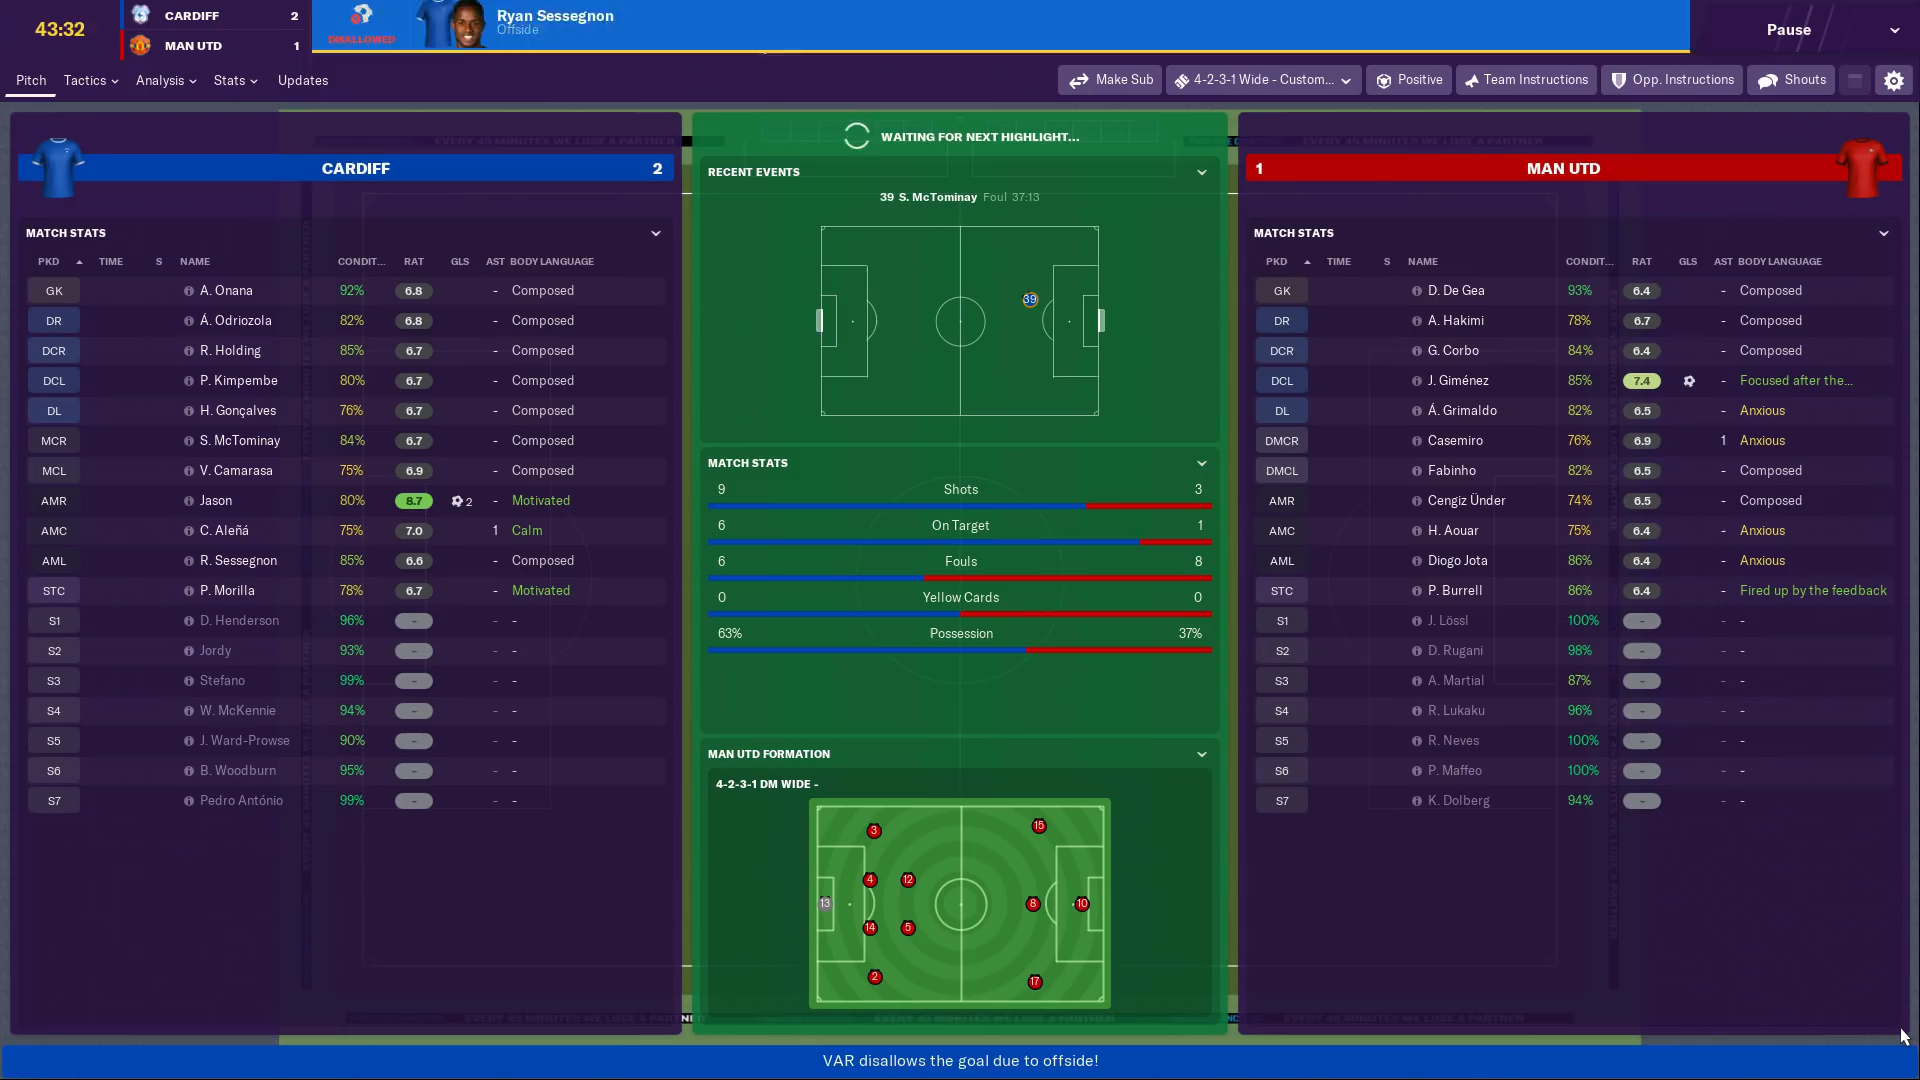 43:32
CARDIFF 2
MAN UTD 1
DISALLOWED
Ryan Sessegnon
Offside
Pause
Pitch Tactics Analysis Stats Updates
Make Sub 4-2-3-1 Wide - Custom... Positive Team Instructions Opp. Instructions Shouts
CARDIFF 2
MATCH STATS
PKD TIME S NAME CONDIT... RAT GLS AST BODY LANGUAGE
GK A. Onana 92% 6.8 - Composed
DR Á. Odriozola 82% 6.8 - Composed
DCR R. Holding 85% 6.7 - Composed
DCL P. Kimpembe 80% 6.7 - Composed
DL H. Gonçalves 76% 6.7 - Composed
MCR S. McTominay 84% 6.7 - Composed
MCL V. Camarasa 75% 6.9 - Composed
AMR Jason 80% 8.7 2 - Motivated
AMC C. Aleñá 75% 7.0 1 Calm
AML R. Sessegnon 85% 6.6 - Composed
STC P. Morilla 78% 6.7 - Motivated
S1 D. Henderson 96% - - -
S2 Jordy 93% - - -
S3 Stefano 99% - - -
S4 W. McKennie 94% - - -
S5 J. Ward-Prowse 90% - - -
S6 B. Woodburn 95% - - -
S7 Pedro António 99% - - -
WAITING FOR NEXT HIGHLIGHT...
RECENT EVENTS
39 S. McTominay Foul 37:13
39
MATCH STATS
9 Shots 3
6 On Target 1
6 Fouls 8
0 Yellow Cards 0
63% Possession 37%
MAN UTD FORMATION
4-2-3-1 DM WIDE -
3 15
4 12
13 8 10
14 5
2 17
1 MAN UTD
MATCH STATS
PKD TIME S NAME CONDIT... RAT GLS AST BODY LANGUAGE
GK D. De Gea 93% 6.4 - Composed
DR A. Hakimi 78% 6.7 - Composed
DCR G. Corbo 84% 6.4 - Composed
DCL J. Giménez 85% 7.4 - Focused after the...
DL Á. Grimaldo 82% 6.5 - Anxious
DMCR Casemiro 76% 6.9 1 Anxious
DMCL Fabinho 82% 6.5 - Composed
AMR Cengiz Ünder 74% 6.5 - Composed
AMC H. Aouar 75% 6.4 - Anxious
AML Diogo Jota 86% 6.4 - Anxious
STC P. Burrell 86% 6.4 - Fired up by the feedback
S1 J. Lössl 100% - - -
S2 D. Rugani 98% - - -
S3 A. Martial 87% - - -
S4 R. Lukaku 96% - - -
S5 R. Neves 100% - - -
S6 P. Maffeo 100% - - -
S7 K. Dolberg 94% - - -
EVERY 45 MINUTES WE LOSE A PARTNER
VAR disallows the goal due to offside!